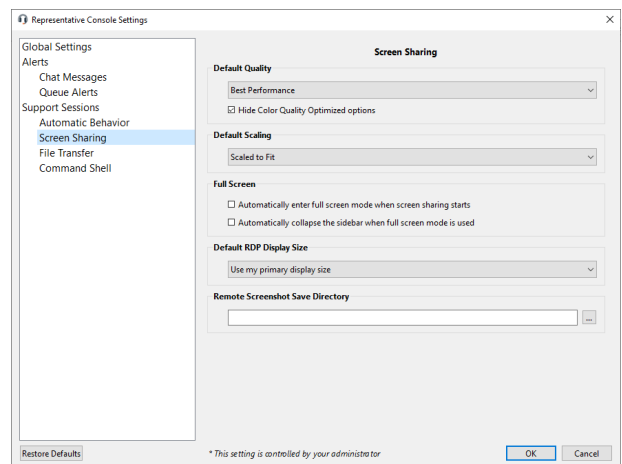 Representative Console Settings
Global Settings
Alerts
Chat Messages
Queue Alerts
Support Sessions
Automatic Behavior
Screen Sharing
File Transfer
Command Shell
Screen Sharing
Default Quality
Best Performance
Hide Color Quality Optimized options
Default Scaling
Scaled to Fit
Full Screen
Automatically enter full screen mode when screen sharing starts
Automatically collapse the sidebar when full screen mode is used
Default RDP Display Size
Use my primary display size
Remote Screenshot Save Directory
...
Restore Defaults
* This setting is controlled by your administrator
OK
Cancel